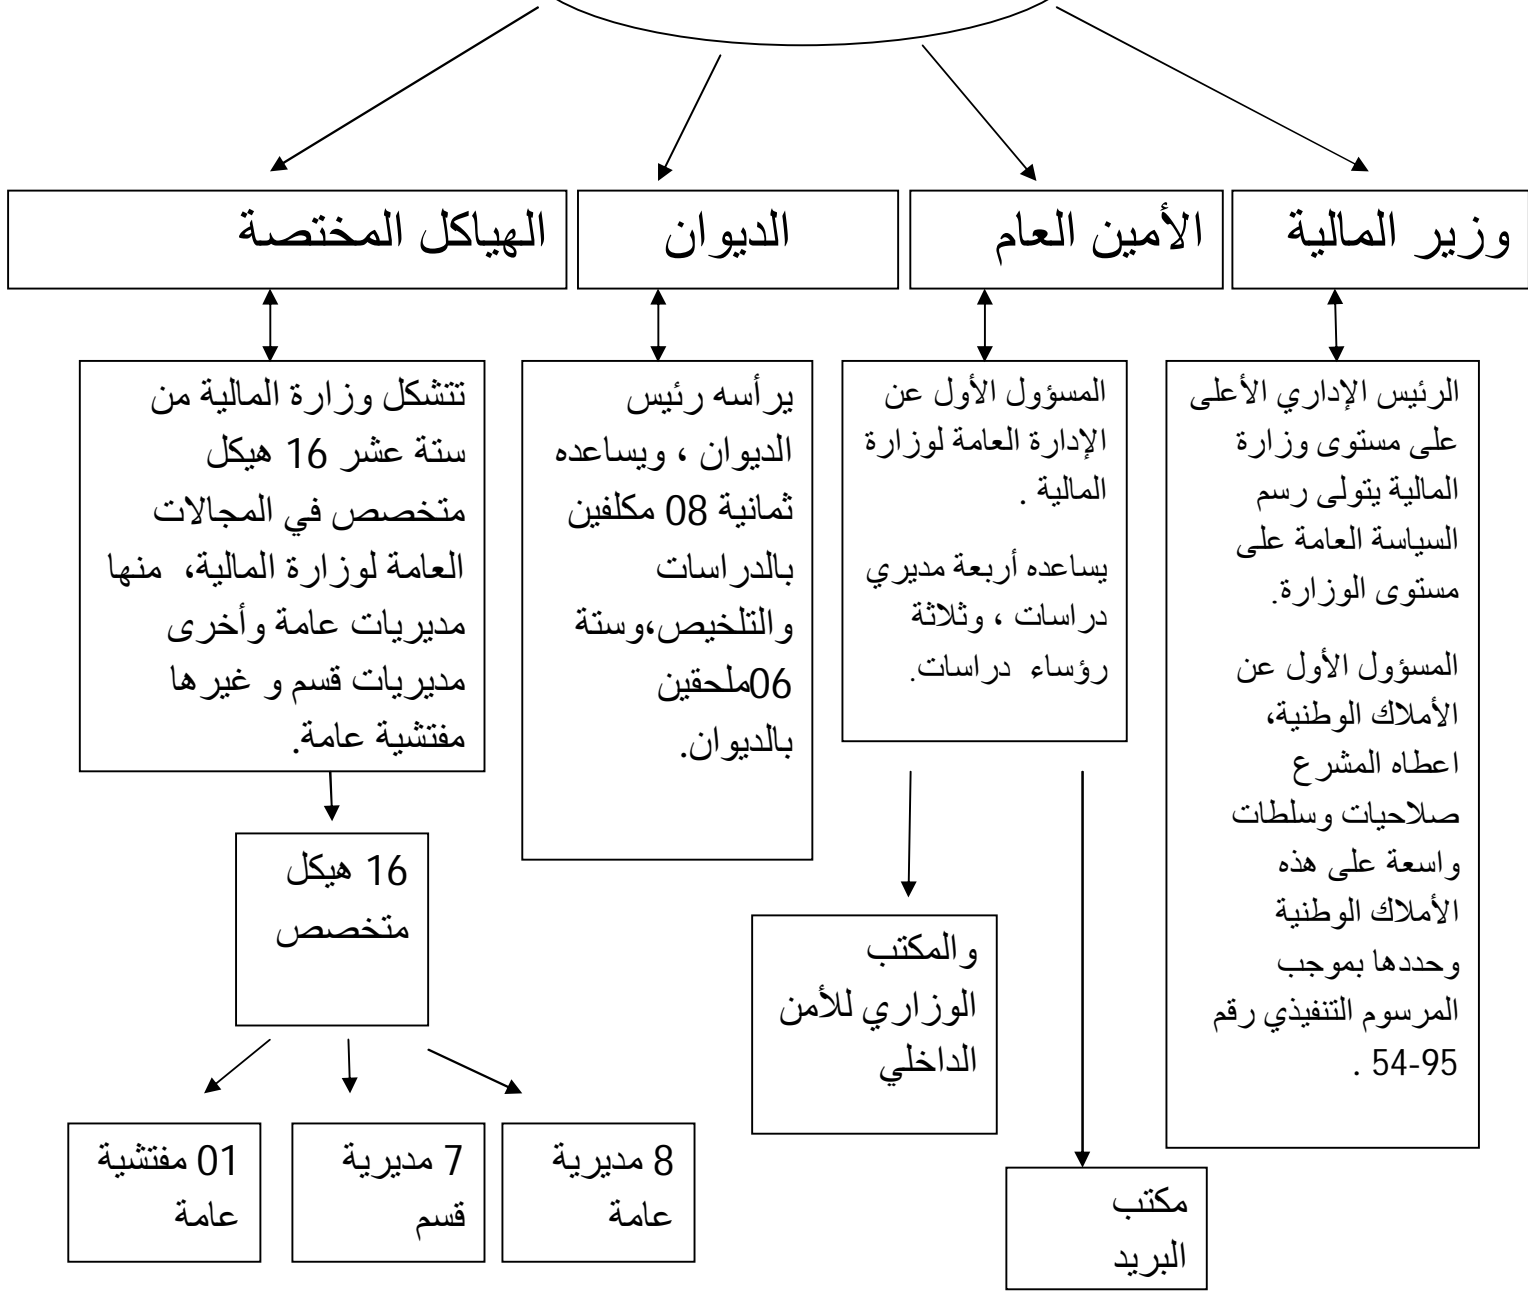 وزير المالية
الأمين العام
الديوان
الهياكل المختصة
الرئيس الإداري الأعلى
على مستوى وزارة
المالية يتولى رسم
السياسة العامة على
مستوى الوزارة.
المسؤول الأول عن
الأملاك الوطنية،
اعطاه المشرع
صلاحيات وسلطات
واسعة على هذه
الأملاك الوطنية
وحددها بموجب
المرسوم التنفيذي رقم
95-54 .
المسؤول الأول عن
الإدارة العامة لوزارة
المالية .
يساعده أربعة مديري
دراسات ، وثلاثة
رؤساء دراسات.
يرأسه رئيس
الديوان ، ويساعده
ثمانية 08 مكلفين
بالدراسات
والتلخيص،وستة
06ملحقين
بالديوان.
تتشكل وزارة المالية من
ستة عشر 16 هيكل
متخصص في المجالات
العامة لوزارة المالية، منها
مديريات عامة وأخرى
مديريات قسم و غيرها
مفتشية عامة.
16 هيكل
متخصص
والمكتب
الوزاري للأمن
الداخلي
مكتب
البريد
8 مديرية
عامة
7 مديرية
قسم
01 مفتشية
عامة